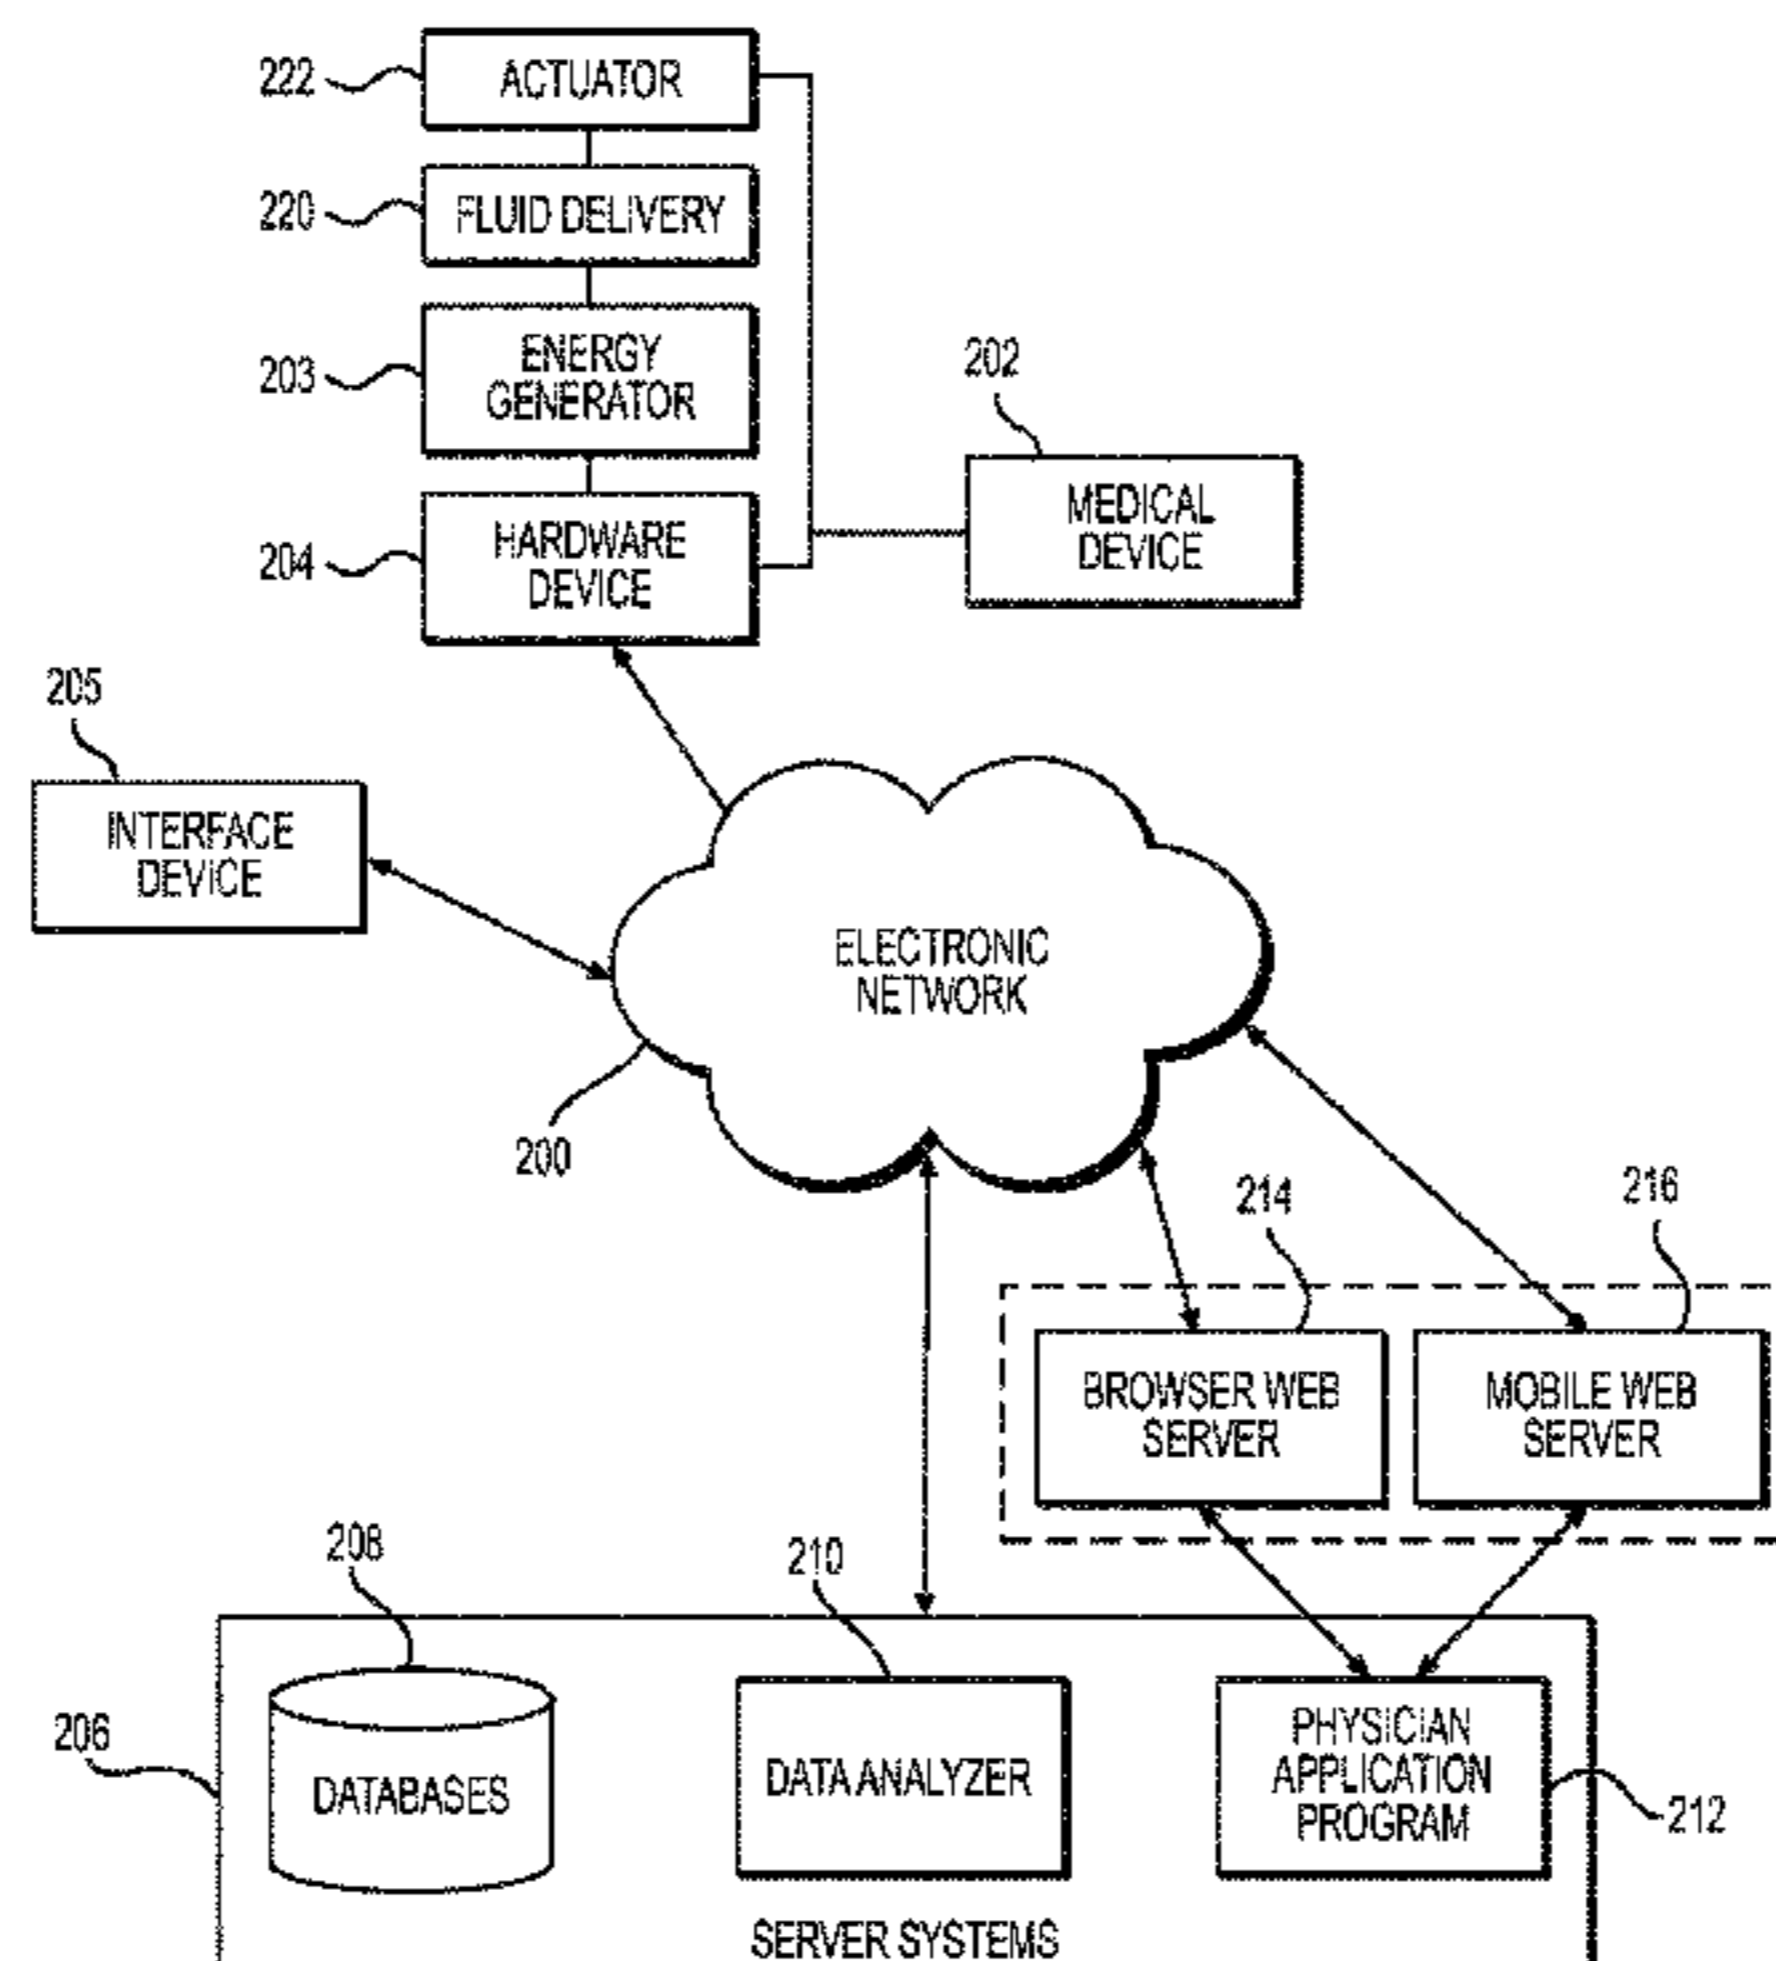 222
ACTUATOR
220
FLUID DELIVERY
203
ENERGY
GENERATOR
202
204
HARDWARE
DEVICE
MEDICAL
DEVICE
205
INTERFACE
DEVICE
ELECTRONIC
NETWORK
200
214
216
BROWSER WEB
SERVER
MOBILE WEB
SERVER
208
210
206
DATABASES
DATA ANALYZER
PHYSICIAN
APPLICATION
PROGRAM
212
SERVER SYSTEMS